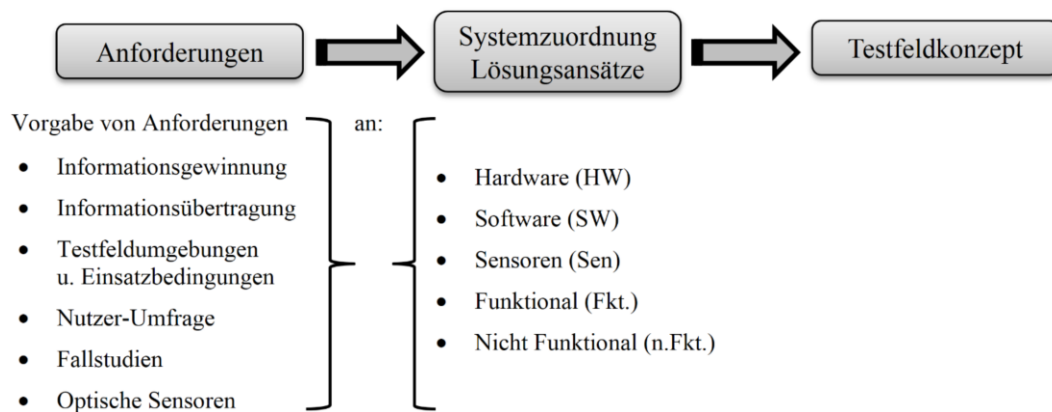 Anforderungen
Systemzuordnung
Lösungsansätze
Testfeldkonzept
Vorgabe von Anforderungen
an:
• Informationsgewinnung
• Informationsübertragung
• Testfeldumgebungen
u. Einsatzbedingungen
• Nutzer-Umfrage
• Fallstudien
• Optische Sensoren
• Hardware (HW)
• Software (SW)
• Sensoren (Sen)
• Funktional (Fkt.)
• Nicht Funktional (n.Fkt.)